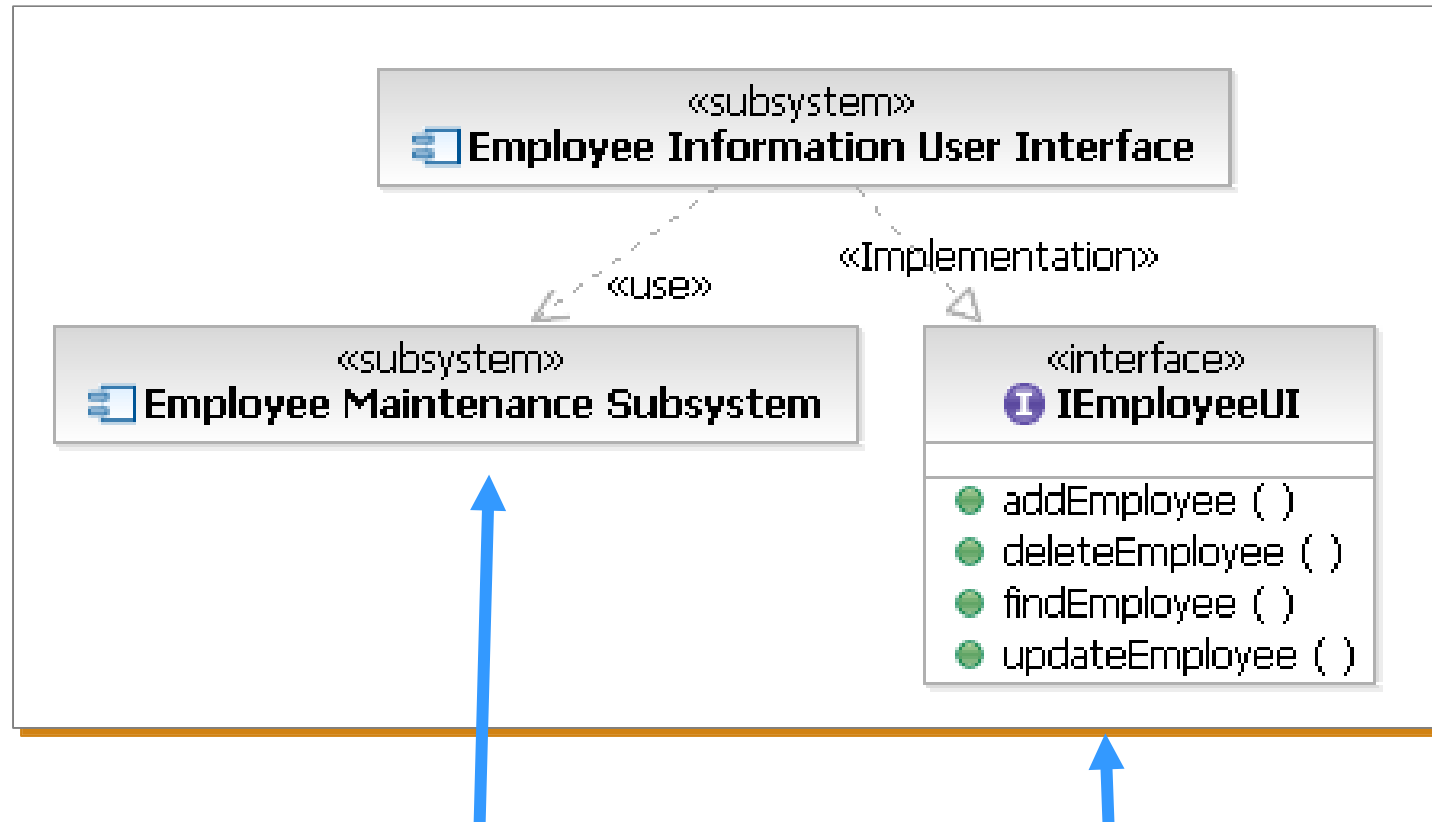 «subsystem»
Employee Information User Interface
«Implementation»
«use»
«subsystem»
Employee Maintenance Subsystem
«interface»
I IEmployeeUI
addEmployee ( )
deleteEmployee ( )
findEmployee ( )
updateEmployee ( )